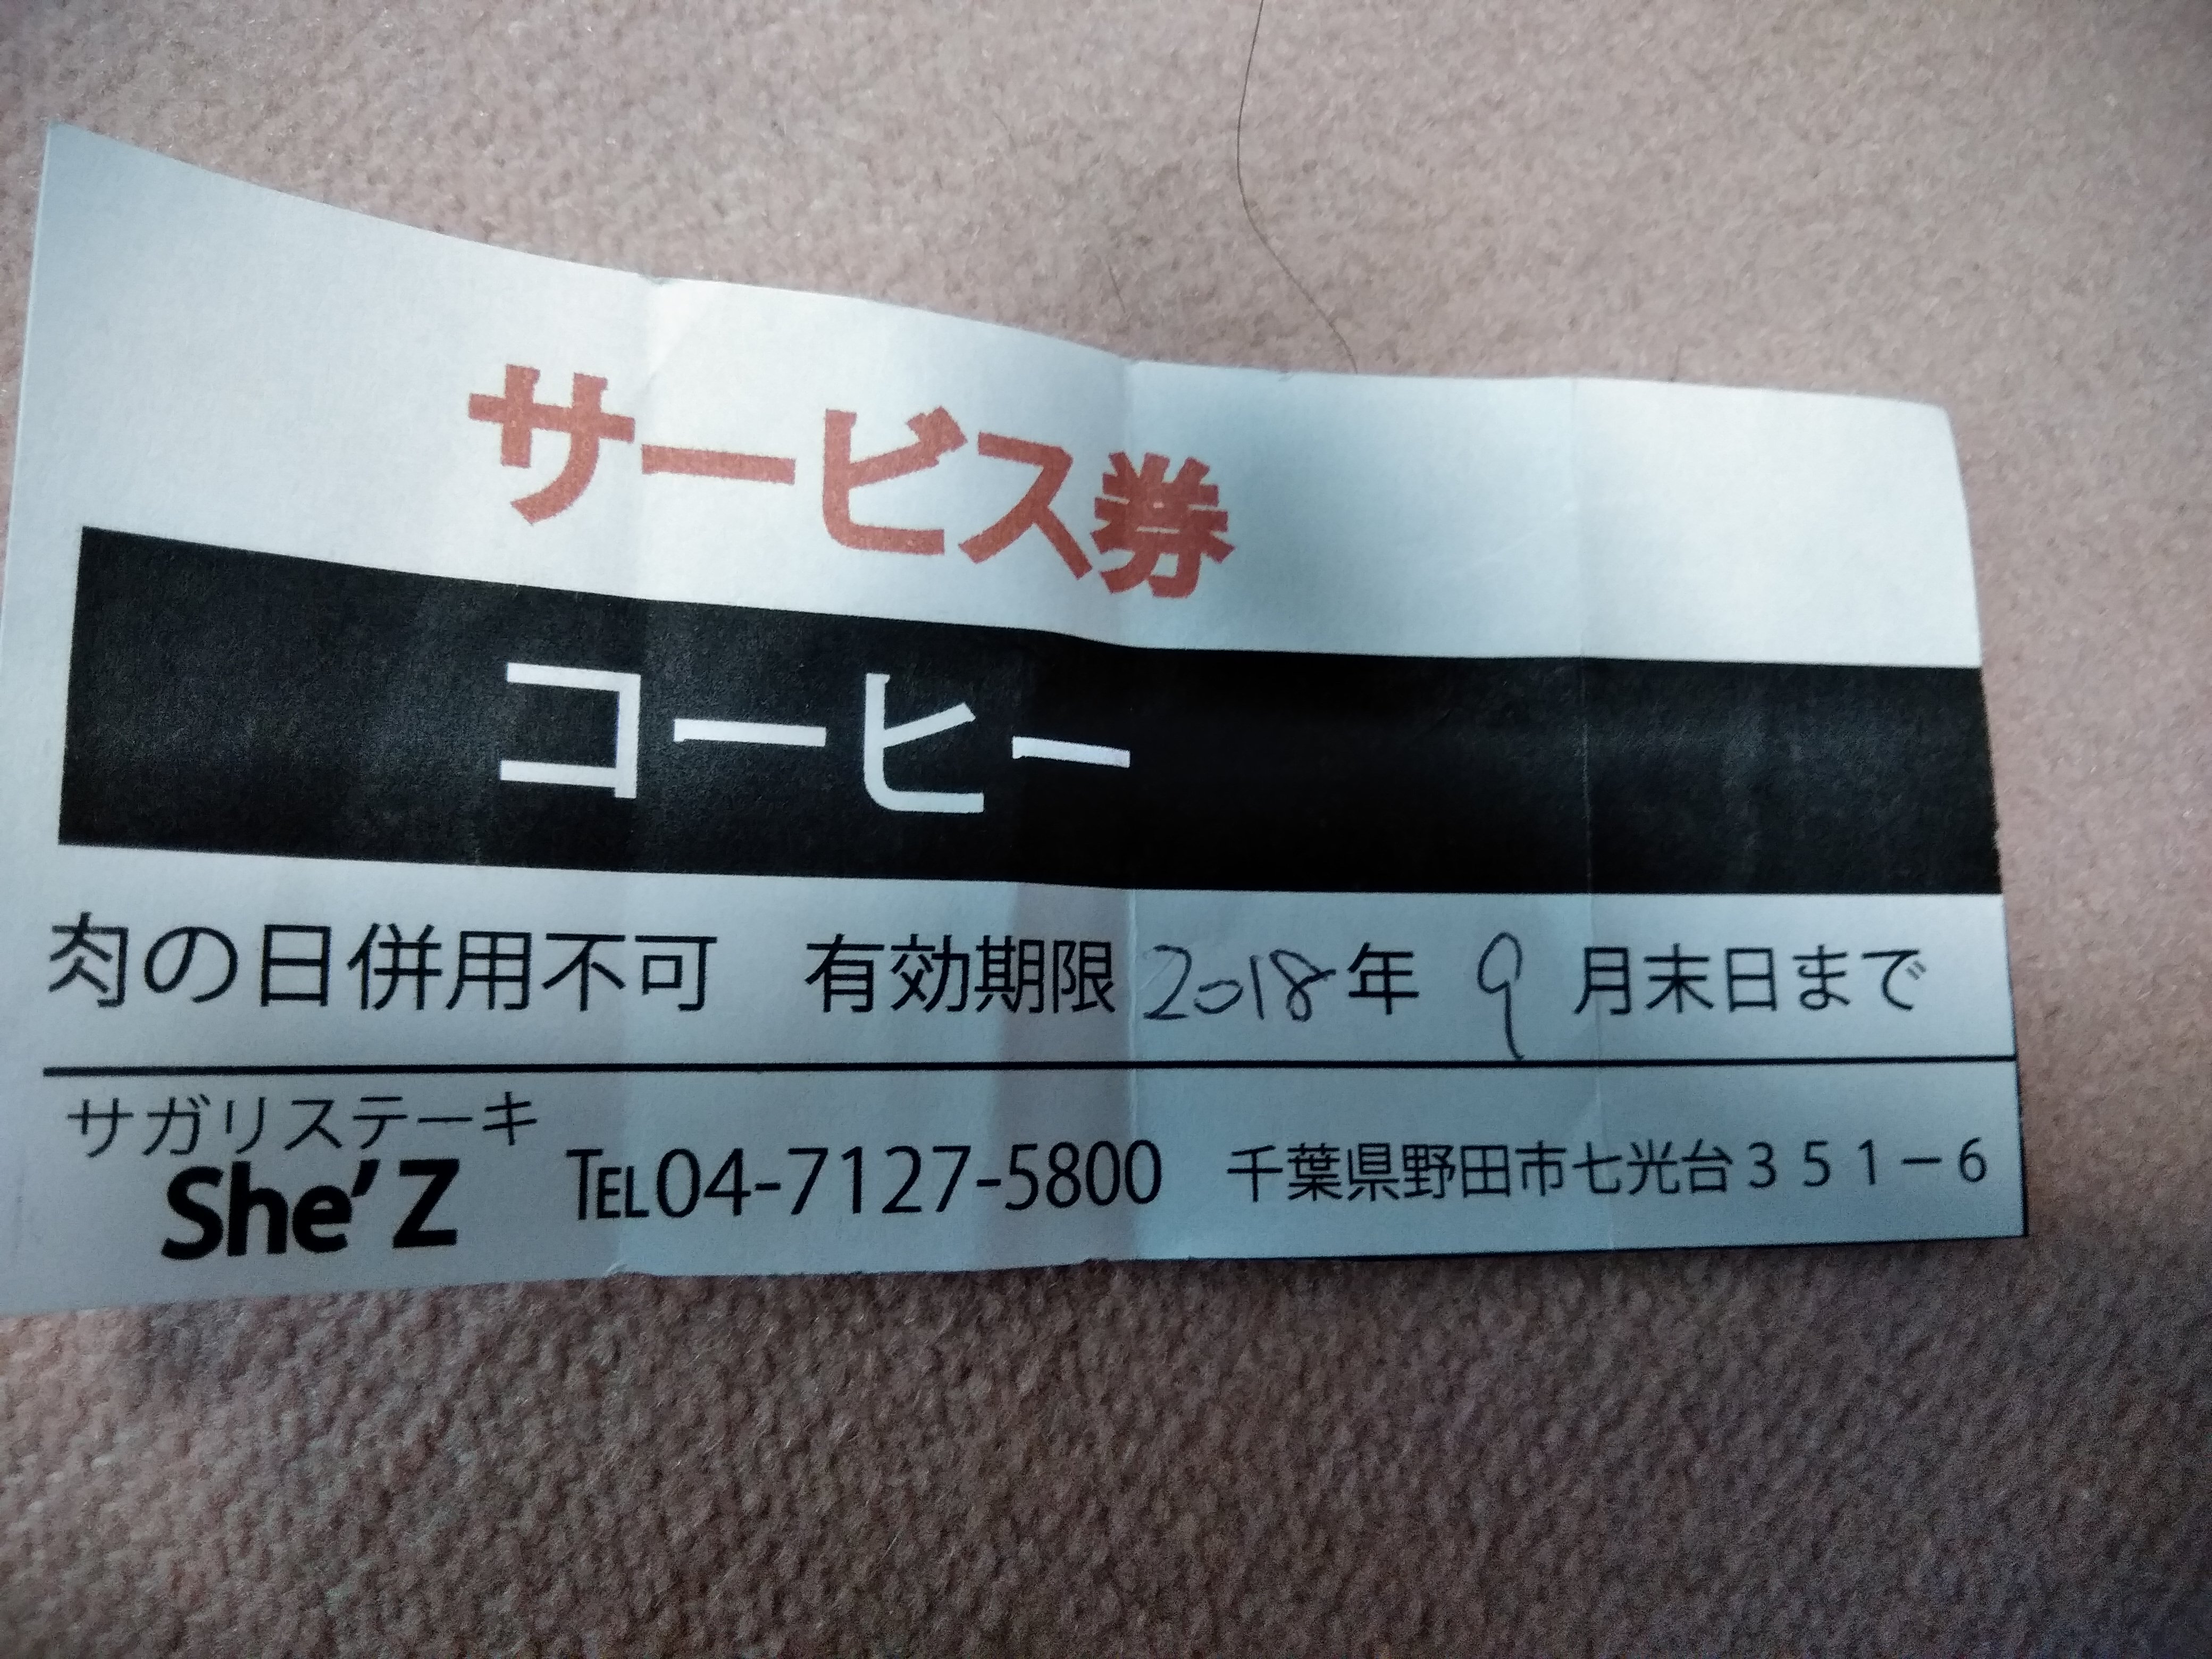 サービス券
コーヒー
肉の日併用不可 有効期限2018年 9 月末日まで
サガリステーキ
She'Z TEL04-7127-5800 千葉県野田市七光台351-6